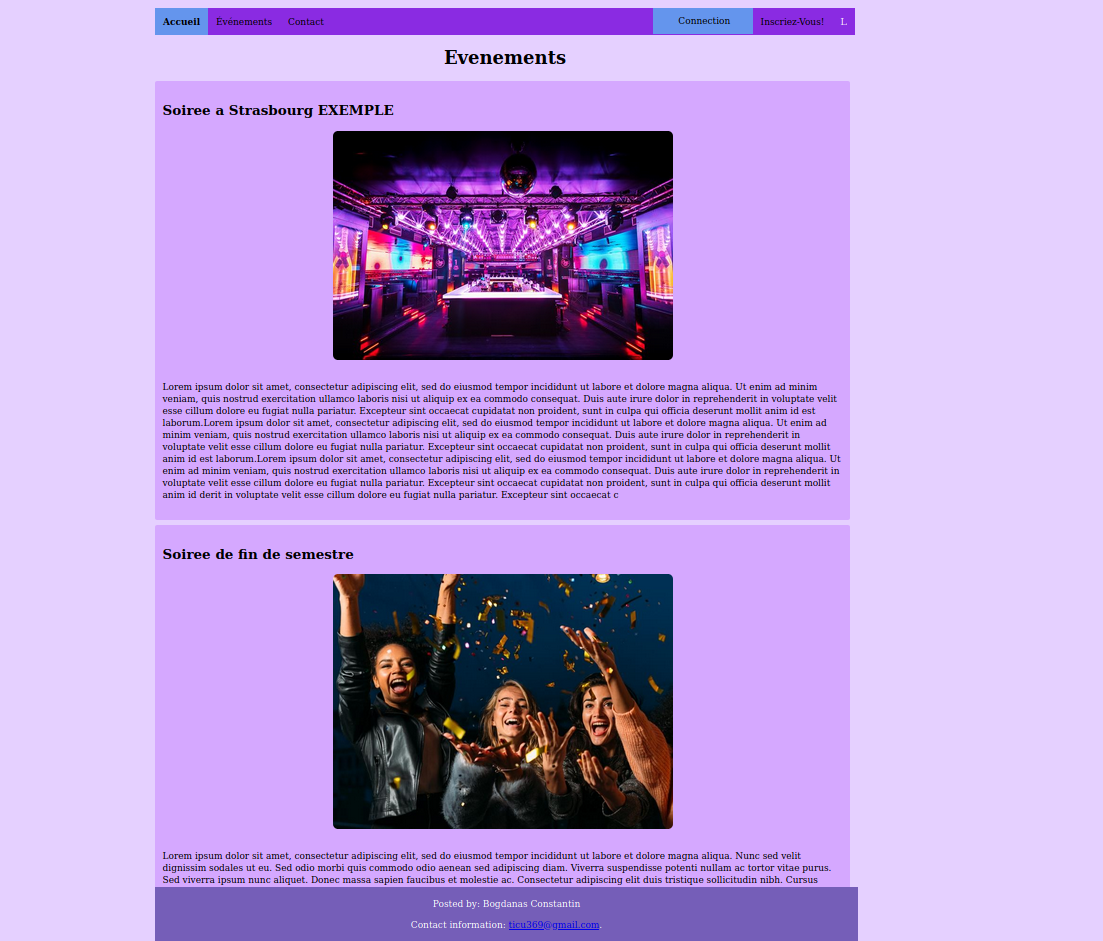 Accueil Evénements Contact Connection Inscriez-Vous! L
Evenements
Soiree a Strasbourg EXEMPLE
Lorem ipsum dolor sit amet, consectetur adipiscing elit, sed do eiusmod tempor incididunt ut labore et dolore magna aliqua. Ut enim ad minim
veniam, quis nostrud exercitation ullamco laboris nisi ut aliquip ex ea commodo consequat. Duis aute irure dolor in reprehenderit in voluptate velit
esse cillum dolore eu fugiat nulla pariatur. Excepteur sint occaecat cupidatat non proident, sunt in culpa qui officia deserunt mollit anim id est
laborum.Lorem ipsum dolor sit amet, consectetur adipiscing elit, sed do eiusmod tempor incididunt ut labore et dolore magna aliqua. Ut enim ad
minim veniam, quis nostrud exercitation ullamco laboris nisi ut aliquip ex ea commodo consequat. Duis aute irure dolor in reprehenderit in
voluptate velit esse cillum dolore eu fugiat nulla pariatur. Excepteur sint occaecat cupidatat non proident, sunt in culpa qui officia deserunt mollit
anim id est laborum.Lorem ipsum dolor sit amet, consectetur adipiscing elit, sed do eiusmod tempor incididunt ut labore et dolore magna aliqua. Ut
enim ad minim veniam, quis nostrud exercitation ullamco laboris nisi ut aliquip ex ea commodo consequat. Duis aute irure dolor in reprehenderit in
voluptate velit esse cillum dolore eu fugiat nulla pariatur. Excepteur sint occaecat cupidatat non proident, sunt in culpa qui officia deserunt mollit
anim id derit in voluptate velit esse cillum dolore eu fugiat nulla pariatur. Excepteur sint occaecat c
Soiree de fin de semestre
Lorem ipsum dolor sit amet, consectetur adipiscing elit, sed do eiusmod tempor incididunt ut labore et dolore magna aliqua. Nunc sed velit
dignissim sodales ut eu. Sed odio morbi quis commodo odio aenean sed adipiscing diam. Viverra suspendisse potenti nullam ac tortor vitae purus.
Sed viverra ipsum nunc aliquet. Donec massa sapien faucibus et molestie ac. Consectetur adipiscing elit duis tristique sollicitudin nibh. Cursus
Posted by: Bogdanas Constantin
Contact information: ticu369@gmail.com.